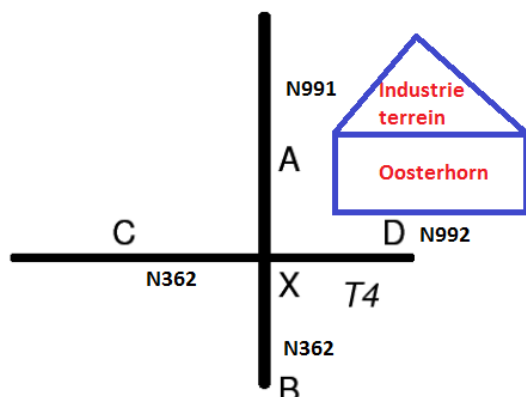 N991
Industrie
terrein
A
Oosterhorn
C
D
N992
N362
X
T4
N362
B